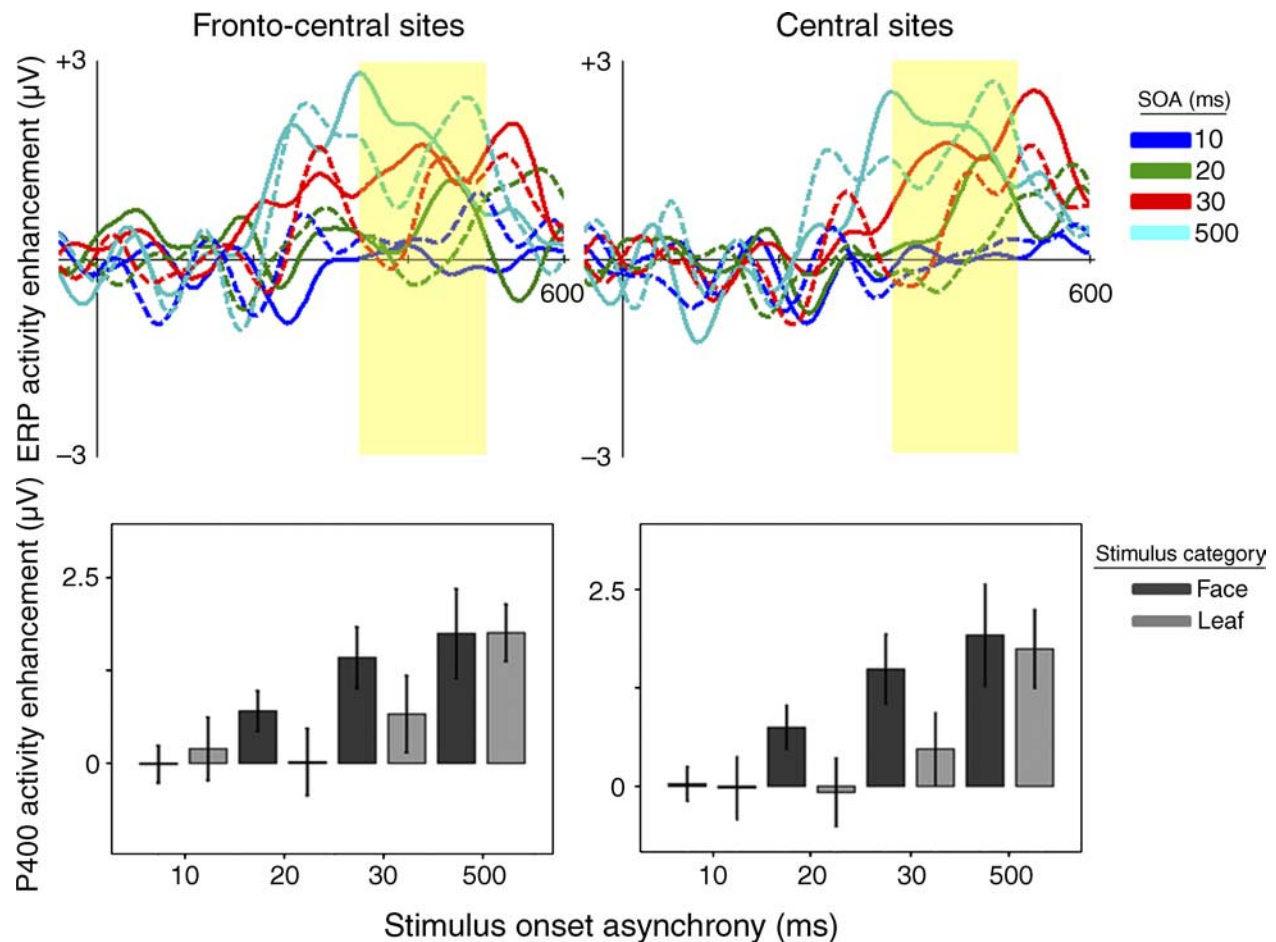 Fronto-central sites
Central sites
ERP activity enhancement (µV)
+3
–3
600
+3
–3
600
SOA (ms)
10
20
30
500
P400 activity enhancement (µV)
2.5
0
10 20 30 500
2.5
0
10 20 30 500
Stimulus category
Face
Leaf
Stimulus onset asynchrony (ms)